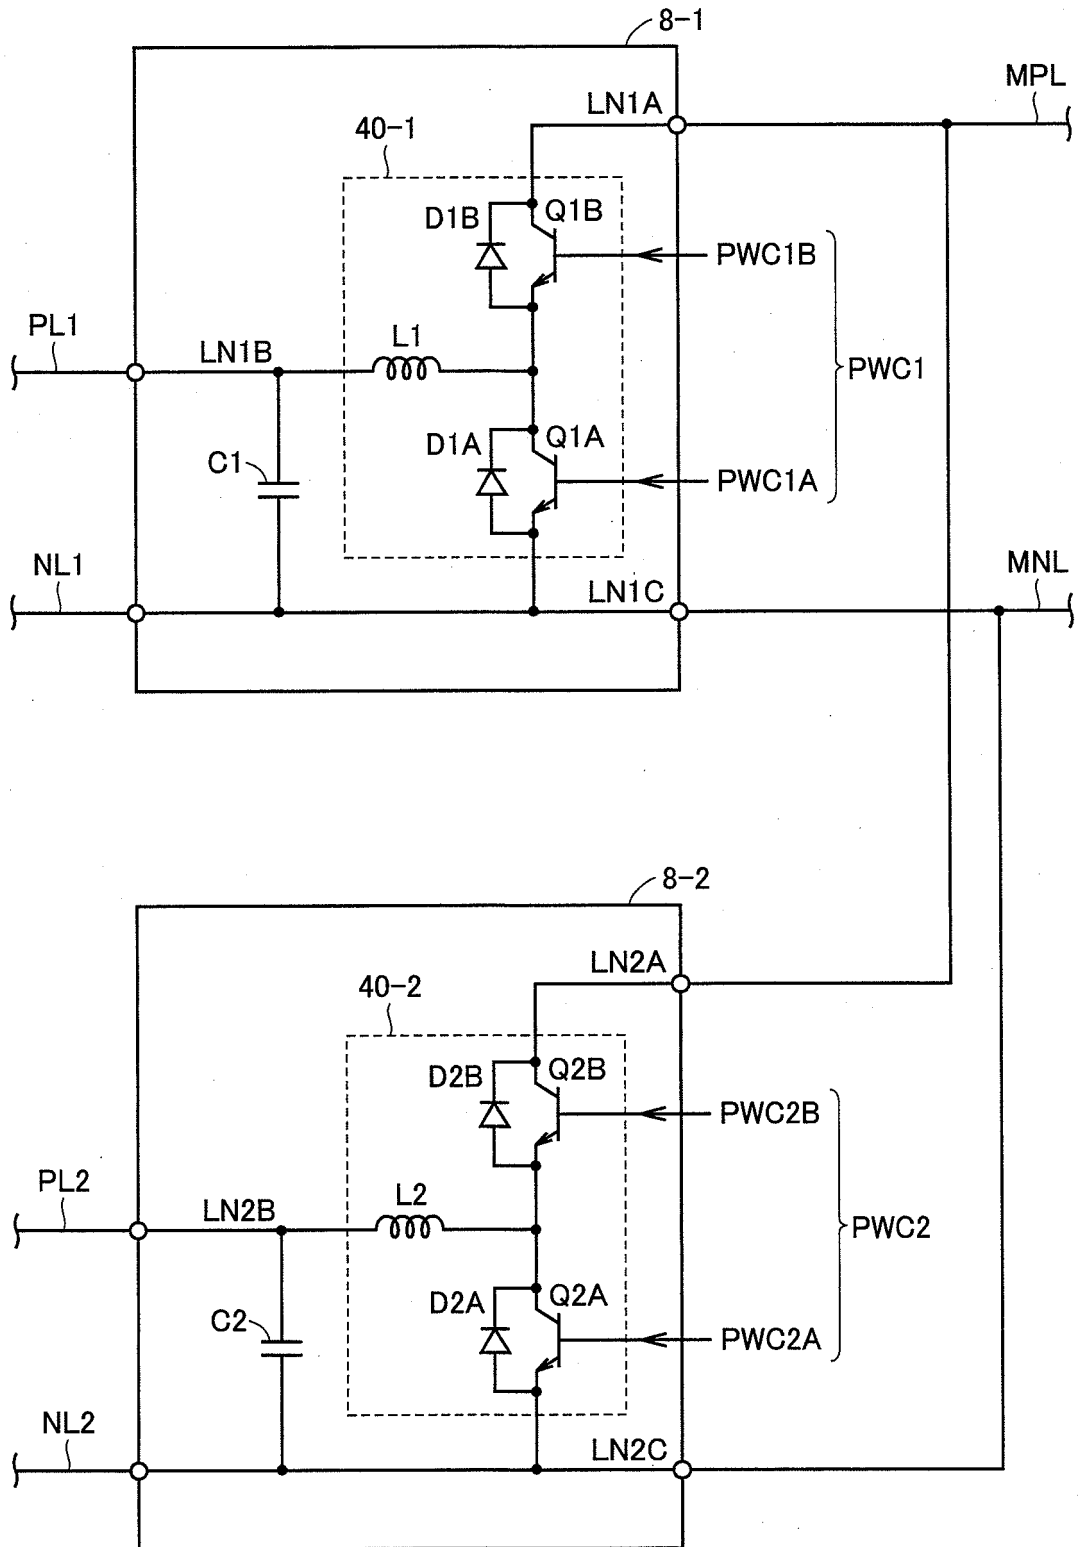 8-1
LN1A
MPL
40-1
D1B
Q1B
PWC1B
PL1
LN1B
L1
PWC1
D1A
Q1A
C1
PWC1A
NL1
LN1C
MNL
8-2
LN2A
40-2
D2B
Q2B
PWC2B
PL2
LN2B
L2
PWC2
D2A
Q2A
C2
PWC2A
NL2
LN2C